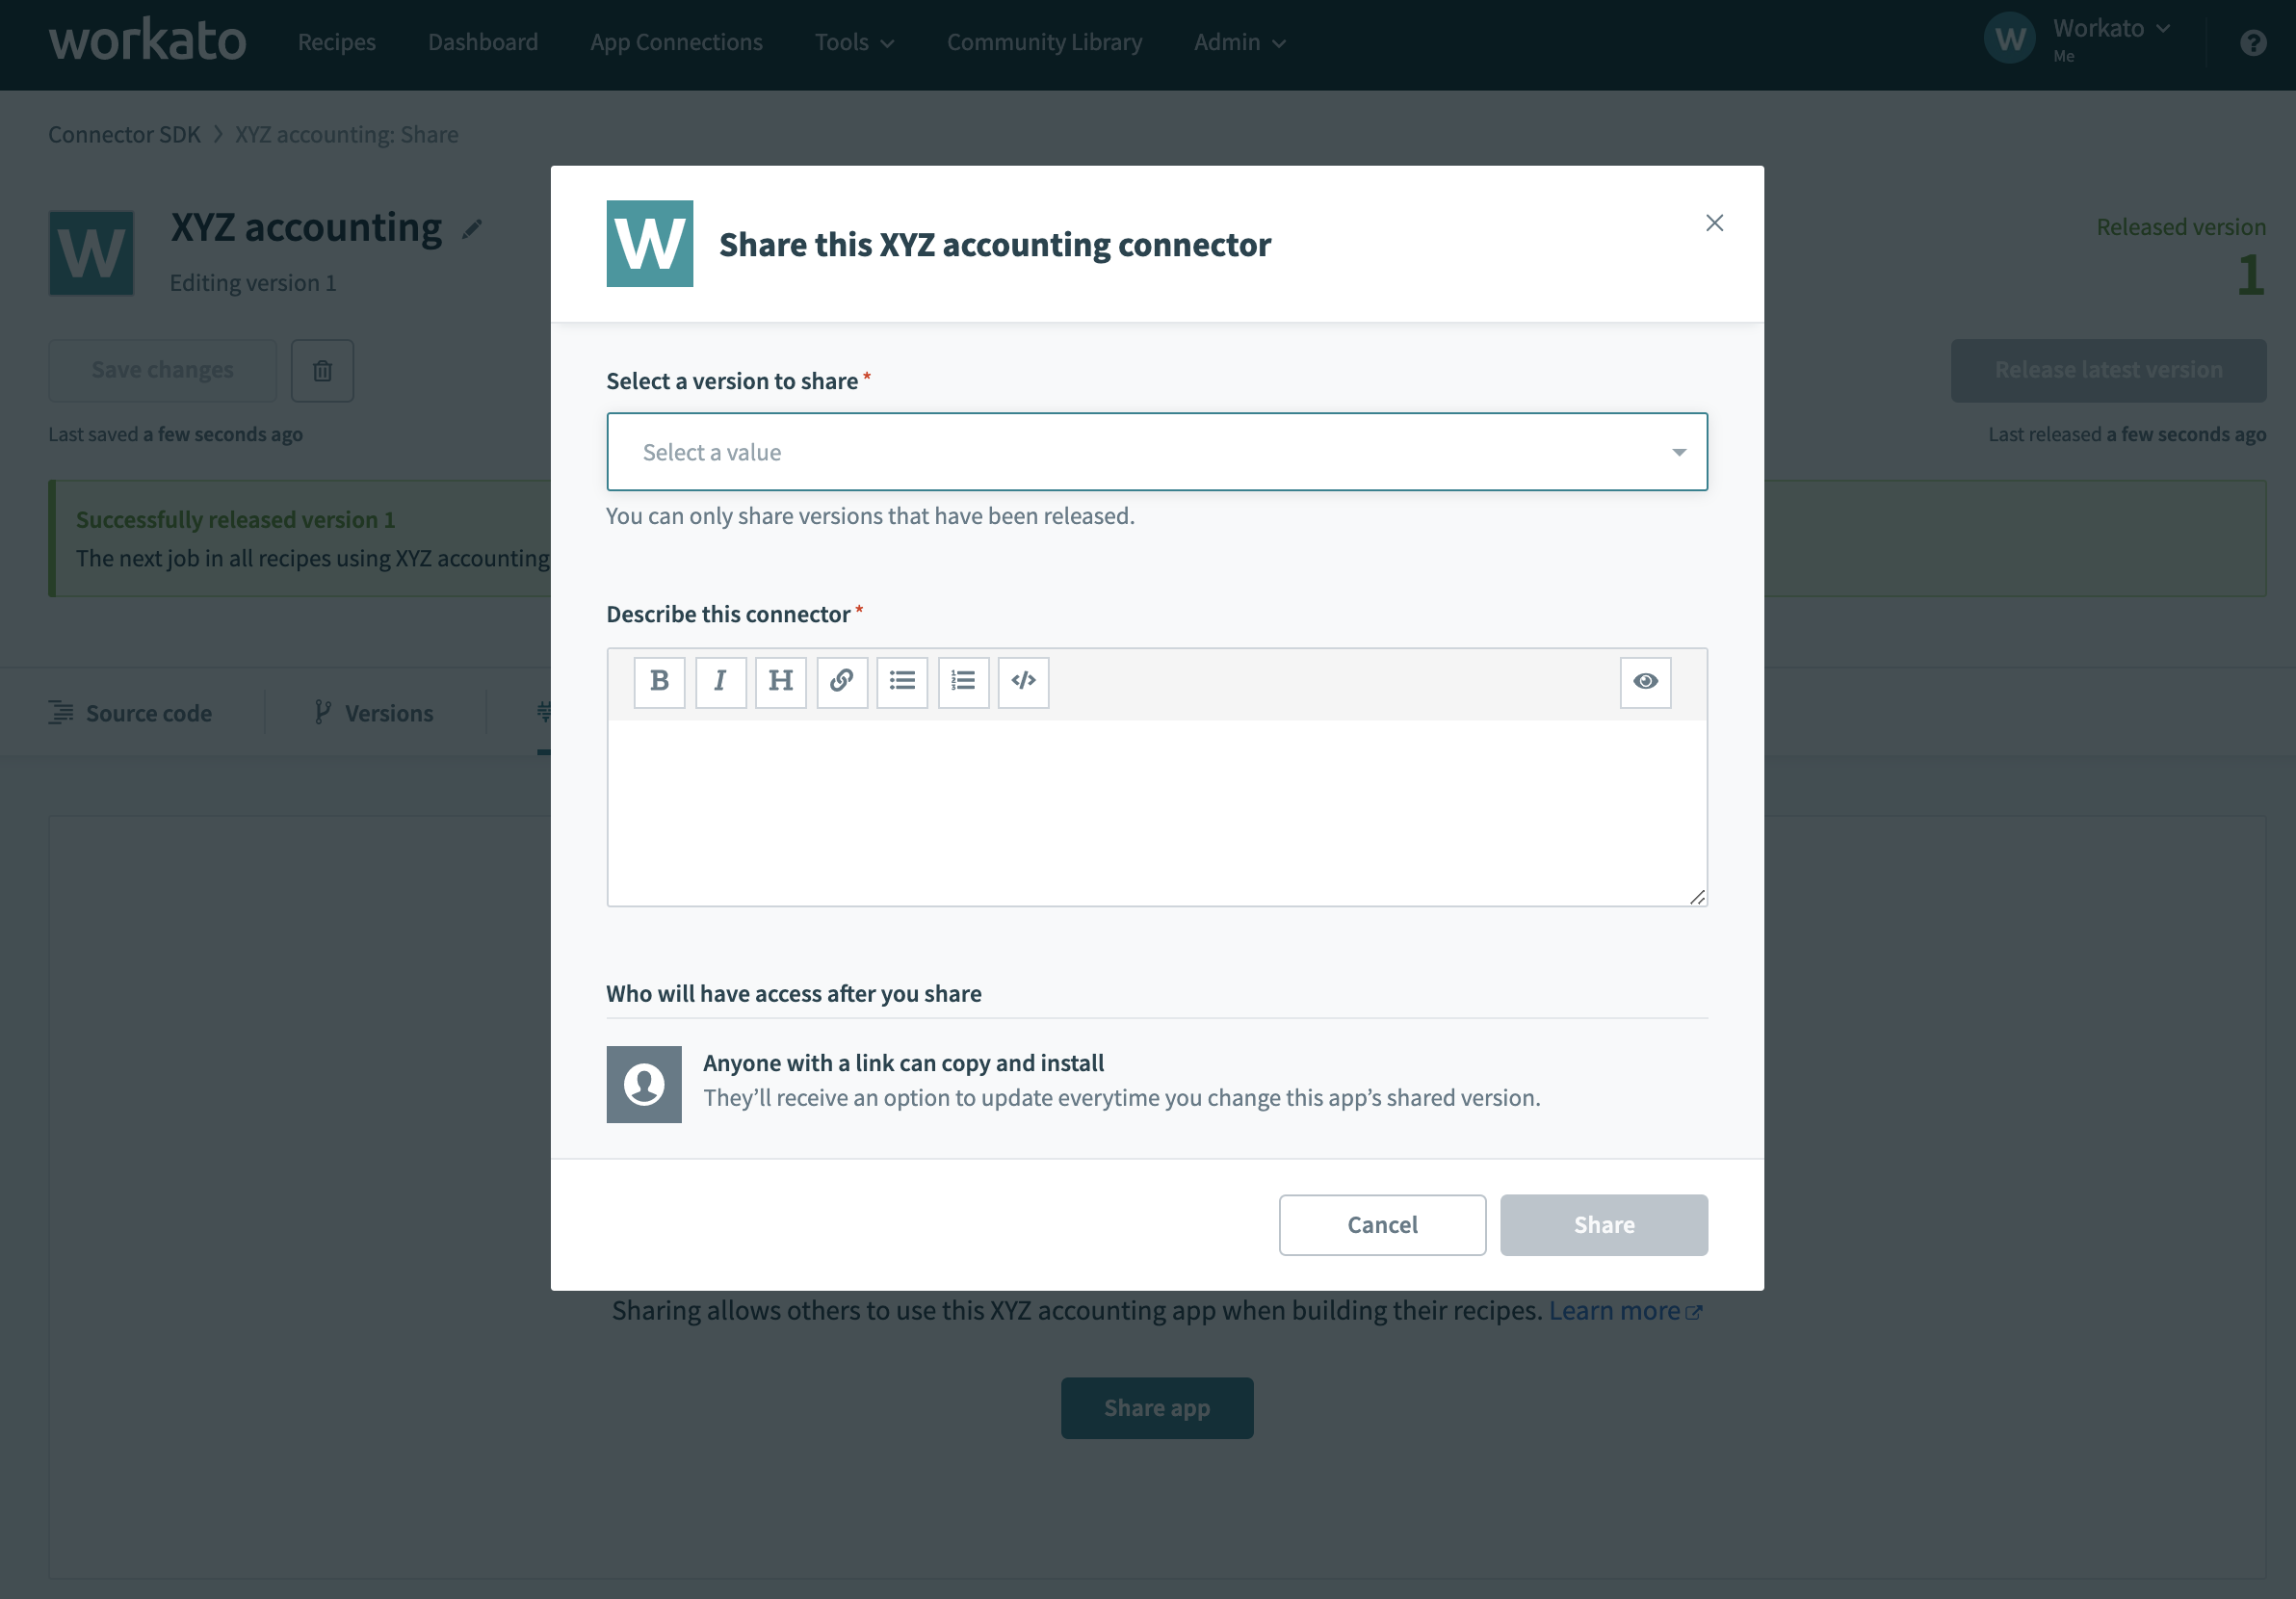 workato
Recipes
Dashboard
App Connections
Tools
Community Library
Admin
W
Workato
Me
?
Connector SDK > XYZ accounting: Share
W
XYZ accounting
Editing version 1
Released version
1
Save changes
Release latest version
Last saved a few seconds ago
Last released a few seconds ago
Successfully released version 1
The next job in all recipes using XYZ accounting
Source code
Versions
W
Share this XYZ accounting connector
Select a version to share *
Select a value
You can only share versions that have been released.
Describe this connector *
B
I
H
</>
Who will have access after you share
Anyone with a link can copy and install
They’ll receive an option to update everytime you change this app’s shared version.
Cancel
Share
Sharing allows others to use this XYZ accounting app when building their recipes. Learn more
Share app